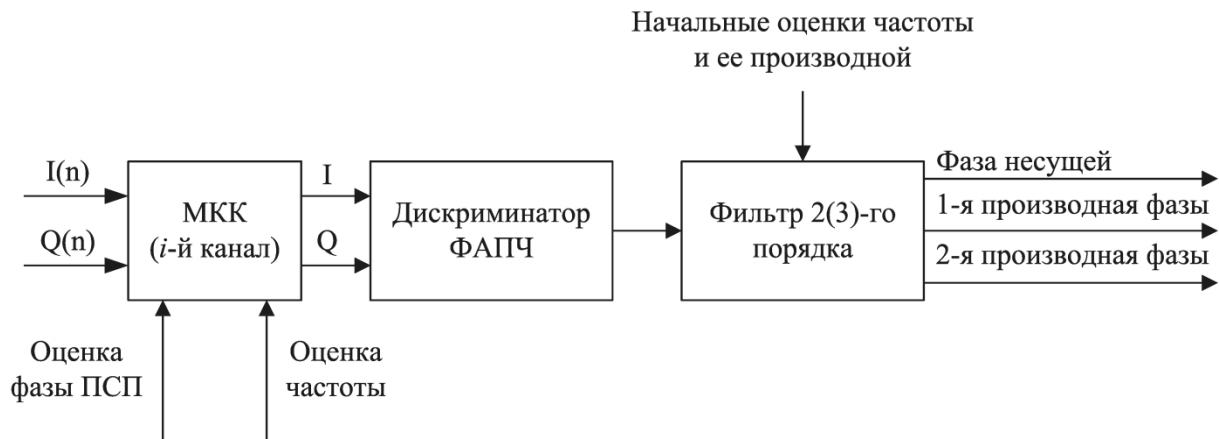 Начальные оценки частоты
и ее производной
I(n)
Q(n)
МКК
(i-й канал)
I
Q
Дискриминатор
ФАПЧ
Фильтр 2(3)-го
порядка
Фаза несущей
1-я производная фазы
2-я производная фазы
Оценка
фазы ПСП
Оценка
частоты